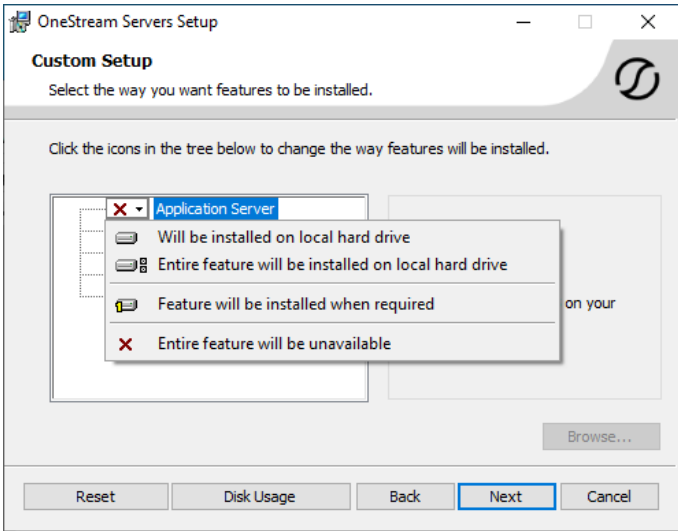 OneStream Servers Setup
Custom Setup
Select the way you want features to be installed.
Click the icons in the tree below to change the way features will be installed.
Application Server
Will be installed on local hard drive
Entire feature will be installed on local hard drive
Feature will be installed when required
on your
Entire feature will be unavailable
Browse...
Reset
Disk Usage
Back
Next
Cancel